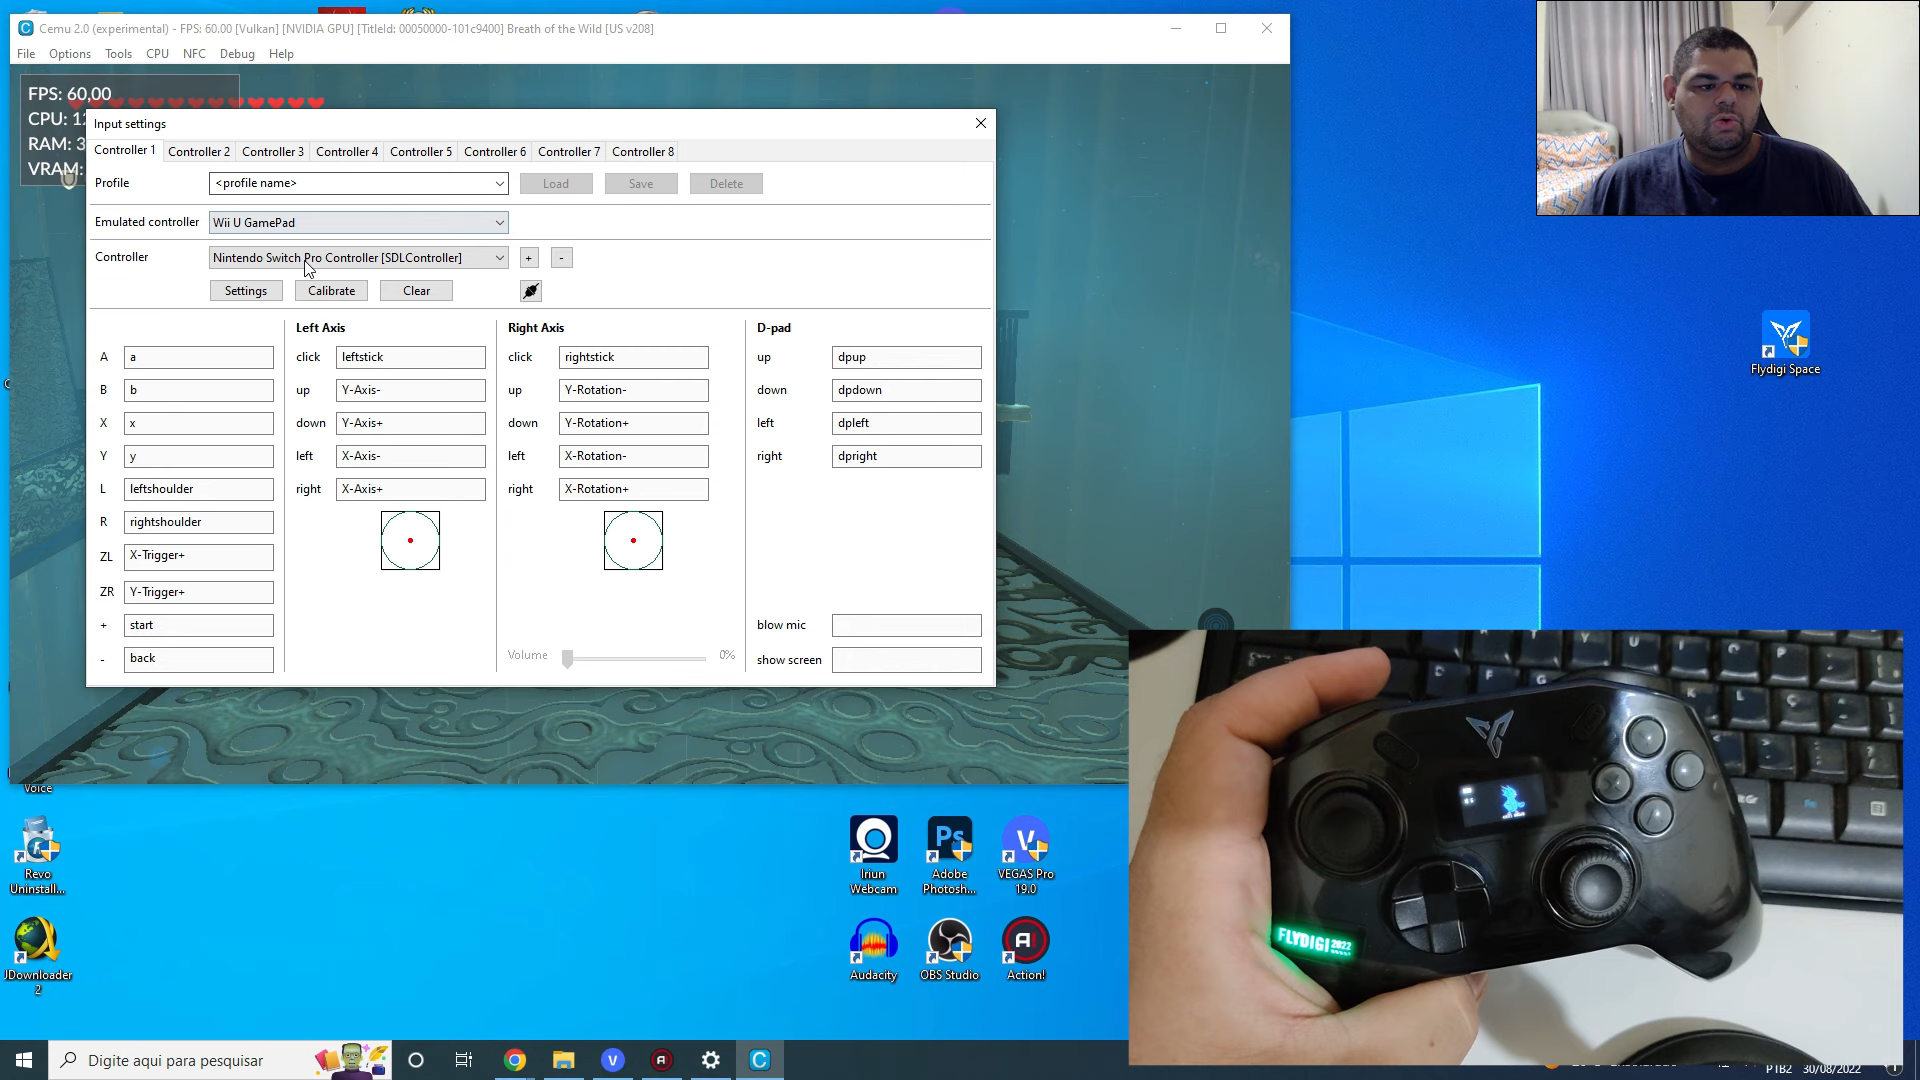 Cemu 2.0 (experimental) - FPS: 60.00 [Vulkan] [NVIDIA GPU] [TitleId: 00050000-101c9400] Breath of the Wild [US v208]
File Options Tools CPU NFC Debug Help
FPS: 60,00
CPU: 12
RAM: 3
VRAM:
Input settings
Controller 1 Controller 2 Controller 3 Controller 4 Controller 5 Controller 6 Controller 7 Controller 8
Profile <profile name> Load Save Delete
Emulated controller Wii U GamePad
Controller Nintendo Switch Pro Controller [SDLController] + -
Settings Calibrate Clear
Left Axis Right Axis D-pad
A a click leftstick click rightstick up dpup
B b up Y-Axis- up Y-Rotation- down dpdown
X x down Y-Axis+ down Y-Rotation+ left dpleft
Y y left X-Axis- left X-Rotation- right dpright
L leftshoulder right X-Axis+ right X-Rotation+
R rightshoulder
ZL X-Trigger+
ZR Y-Trigger+
+ start blow mic
- back Volume 0% show screen
Flydigi Space
Voice
Revo
Uninstall...
JDownloader
2
Iriun
Webcam
Adobe
Photosh...
VEGAS Pro
19.0
Audacity
OBS Studio
Action!
FLYDIGI 2022
Digite aqui para pesquisar
PTB2 30/08/2022